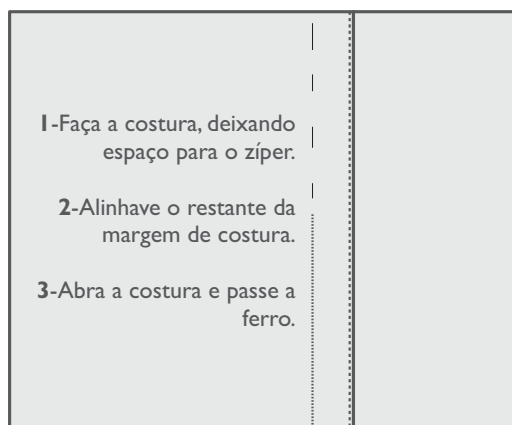 1-Faça a costura, deixando
espaço para o zíper.
2-Alinhave o restante da
margem de costura.
3-Abra a costura e passe a
ferro.